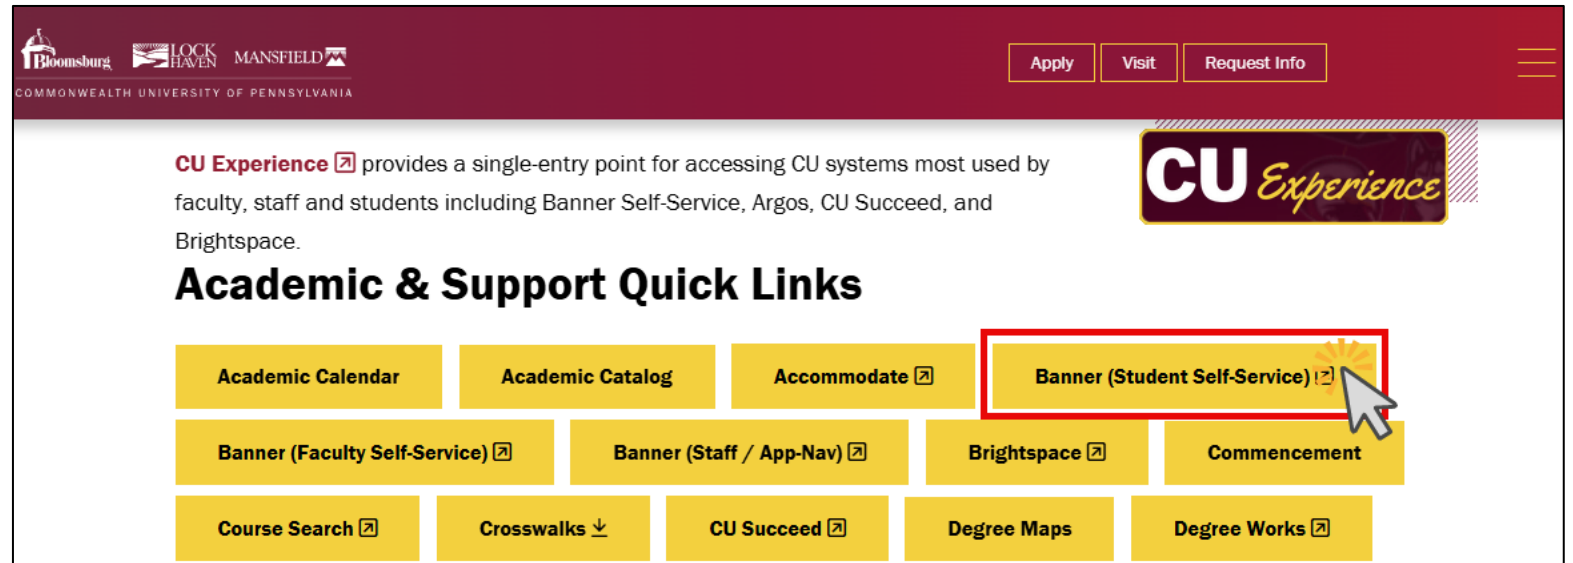 Bloomsburg LOCK HAVEN MANSFIELD
COMMONWEALTH UNIVERSITY OF PENNSYLVANIA
Apply Visit Request Info
CU Experience provides a single-entry point for accessing CU systems most used by
faculty, staff and students including Banner Self-Service, Argos, CU Succeed, and
Brightspace.
CU Experience
Academic & Support Quick Links
Academic Calendar Academic Catalog Accommodate Banner (Student Self-Service)
Banner (Faculty Self-Service) Banner (Staff / App-Nav) Brightspace Commencement
Course Search Crosswalks CU Succeed Degree Maps Degree Works